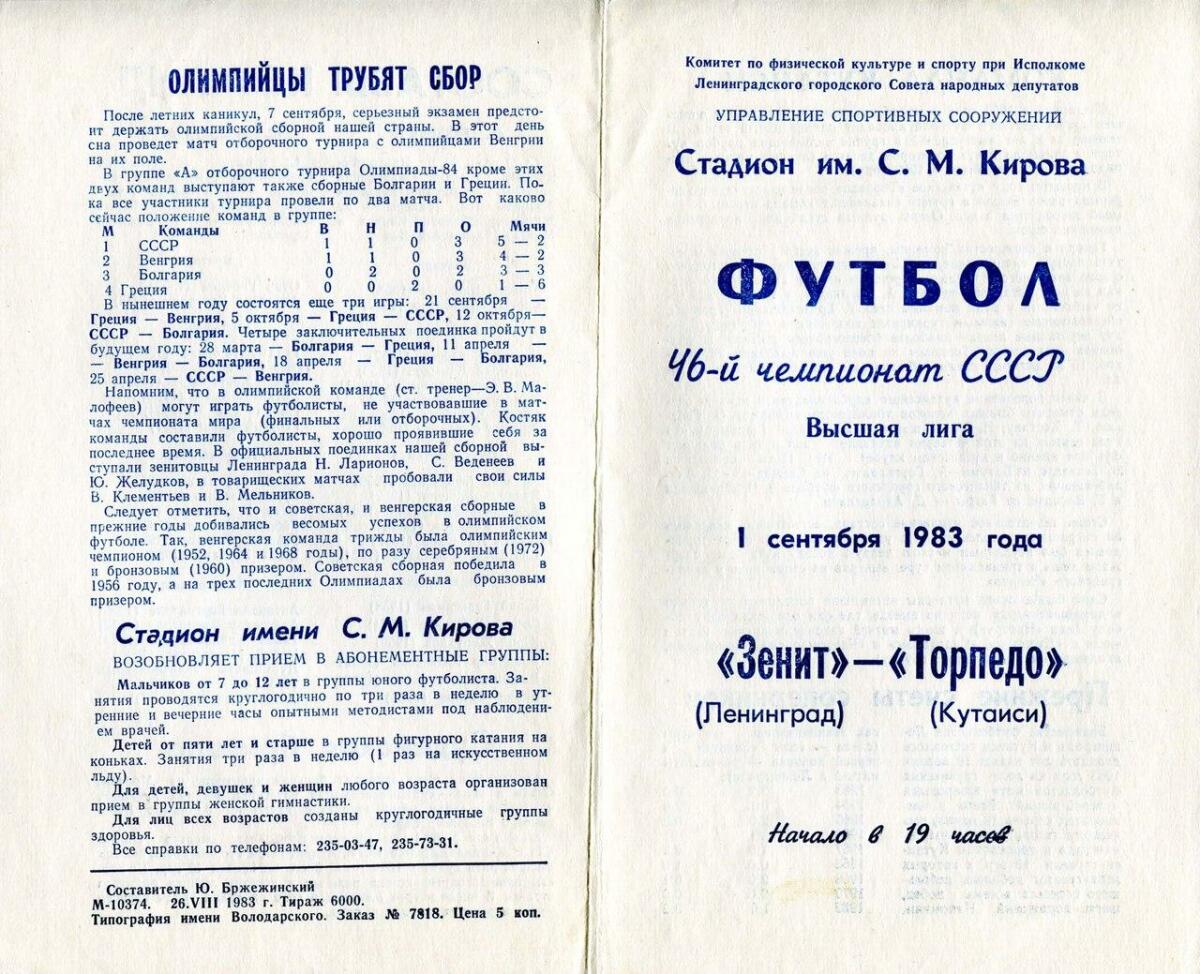 ОЛИМПИЙЦЫ ТРУБЯТ СБОР
После летних каникул, 7 сентября, серьезный экзамен предсто-
ит держать олимпийской сборной нашей страны. В этот день
она проведет матч отборочного турнира с олимпийцами Венгрии
на их поле.
В группе «А» отборочного турнира Олимпиады-84 кроме этих
двух команд выступают также сборные Болгарии и Греции. По-
ка все участники турнира провели по два матча. Вот каково
сейчас положение команд в группе:
М Команды В Н П О Мячи
1 СССР 1 1 0 3 5 — 2
2 Венгрия 1 1 0 3 4 — 2
3 Болгария 0 2 0 2 3 — 3
4 Греция 0 0 2 0 1 — 6
В нынешнем году состоятся еще три игры: 21 сентября —
Греция — Венгрия, 5 октября — Греция — СССР, 12 октября—
СССР — Болгария. Четыре заключительных поединка пройдут в
будущем году: 28 марта — Болгария — Греция, 11 апреля —
— Венгрия — Болгария, 18 апреля — Греция — Болгария,
25 апреля — СССР — Венгрия.
Напомним, что в олимпийской команде (ст. тренер—Э. В. Ма-
лофеев) могут играть футболисты, не участвовавшие в мат-
чах чемпионата мира (финальных или отборочных). Костяк
команды составили футболисты, хорошо проявившие себя за
последнее время. В официальных поединках нашей сборной вы-
ступали зенитовцы Ленинграда Н. Ларионов, С. Веденеев и
Ю. Желудков, в товарищеских матчах пробовали свои силы
В. Клементьев и В. Мельников.
Следует отметить, что и советская, и венгерская сборные в
прежние годы добивались весомых успехов в олимпийском
футболе. Так, венгерская команда трижды была олимпийским
чемпионом (1952, 1964 и 1968 годы), по разу серебряным (1972)
и бронзовым (1960) призером. Советская сборная победила в
1956 году, а на трех последних Олимпиадах была бронзовым
призером.
Стадион имени С. М. Кирова
ВОЗОБНОВЛЯЕТ ПРИЕМ В АБОНЕМЕНТНЫЕ ГРУППЫ:
Мальчиков от 7 до 12 лет в группы юного футболиста. За-
нятия проводятся круглогодично по три раза в неделю в ут-
ренние и вечерние часы опытными методистами под наблюдени-
ем врачей.
Детей от пяти лет и старше в группы фигурного катания на
коньках. Занятия три раза в неделю (1 раз на искусственном
льду).
Для детей, девушек и женщин любого возраста организован
прием в группы женской гимнастики.
Для лиц всех возрастов созданы круглогодичные группы
здоровья.
Все справки по телефонам: 235-03-47, 235-73-31.
Составитель Ю. Бржежинский
М-10374. 26.VIII 1983 г. Тираж 6000.
Типография имени Володарского. Заказ № 7818. Цена 5 коп.
Комитет по физической культуре и спорту при Исполкоме
Ленинградского городского Совета народных депутатов
УПРАВЛЕНИЕ СПОРТИВНЫХ СООРУЖЕНИЙ
Стадион им. С. М. Кирова
ФУТБОЛ
46-й чемпионат СССР
Высшая лига
1 сентября 1983 года
«Зенит»—«Торпедо»
(Ленинград) (Кутаиси)
Начало в 19 часов